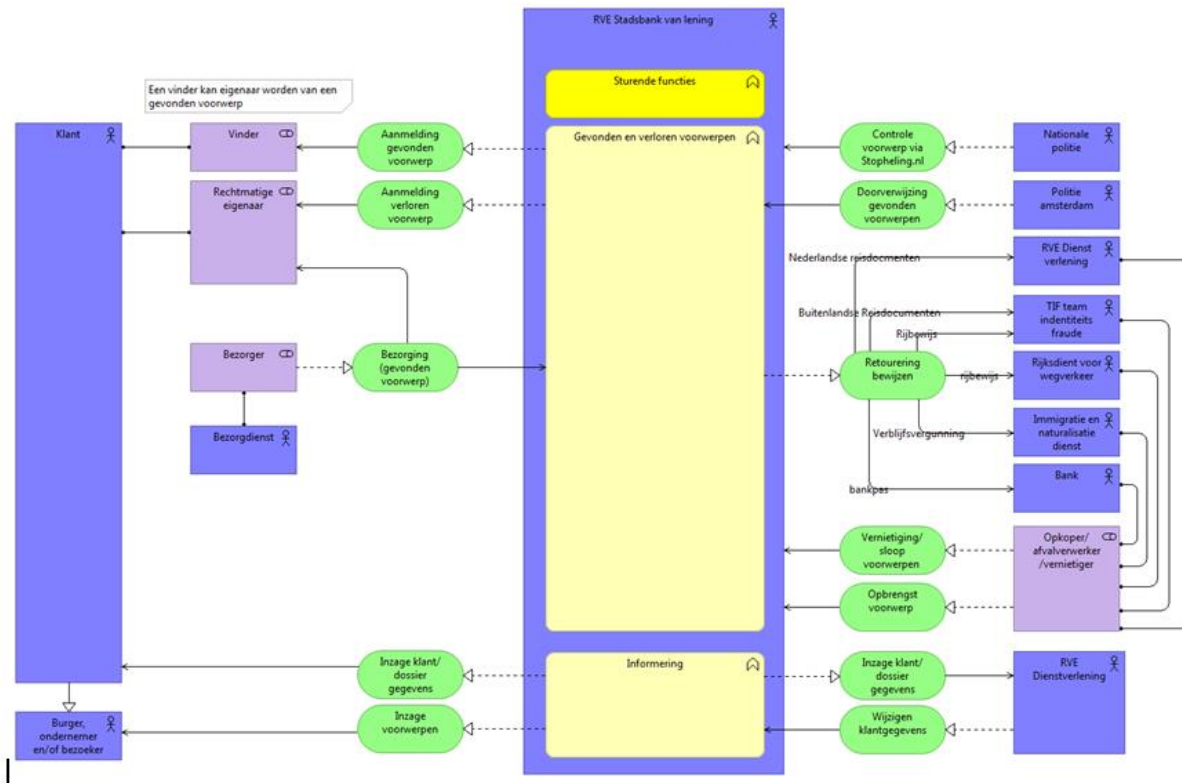 RVE Stadsbank van lening
Sturende functies
Een vinder kan eigenaar worden van een
gevonden voorwerp
Klant
Vinder
Aanmelding
gevonden
voorwerp
Gevonden en verloren voorwerpen
Controle
voorwerp via
Stopheling.nl
Nationale
politie
Rechtmatige
eigenaar
Aanmelding
verloren
voorwerp
Doorverwijzing
gevonden
voorwerpen
Politie
amsterdam
Nederlandse reisdocmenten
RVE Dienst
verlening
Buitenlandse Reisdocumenten
TIF team
indentiteits
fraude
Rijbewijs
Bezorger
Bezorging
(gevonden
voorwerp)
Retourering
bewijzen
rijbewijs
Rijksdient voor
wegverkeer
Bezorgdienst
Verblijfsvergunning
Immigratie en
naturalisatie
dienst
bankpas
Bank
Vernietiging/
sloop
voorwerpen
Opkoper/
afvalverwerker
/vernietiger
Opbrengst
voorwerp
Inzage klant/
dossier
gegevens
Informering
Inzage klant/
dossier
gegevens
RVE
Dienstverlening
Burger,
ondernemer
en/of bezoeker
Inzage
voorwerpen
Wijzigen
klantgegevens